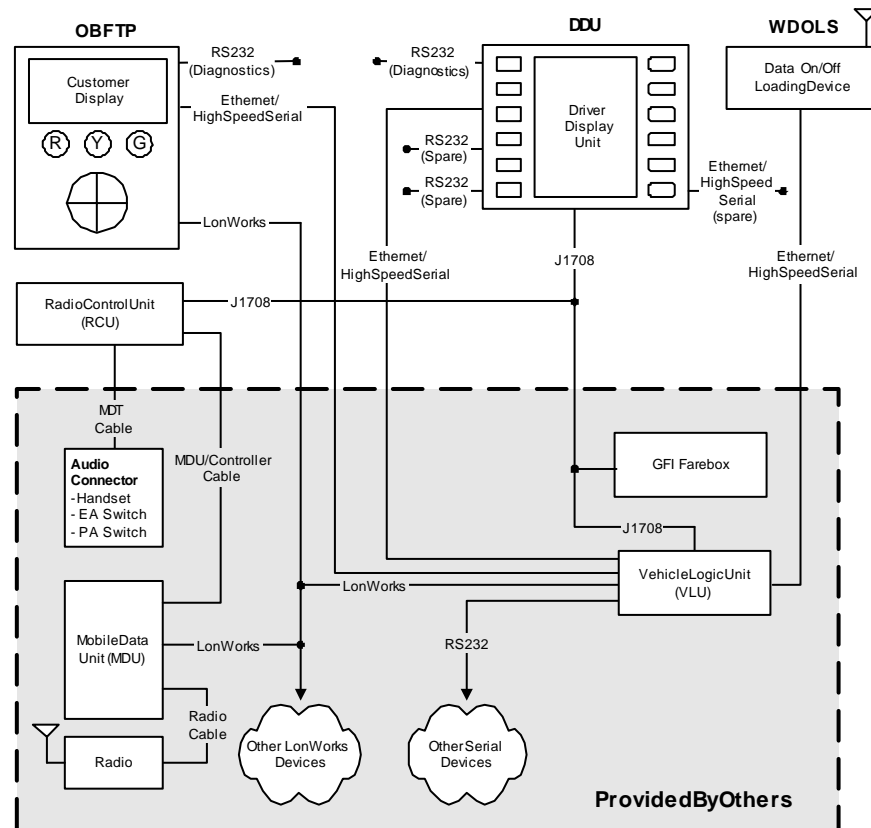 OBFTP
DDU
WDOLS
RS232
(Diagnostics)
RS232
(Diagnostics)
Customer
Display
Ethernet/
HighSpeedSerial
R Y G
LonWorks
Driver
Display
Unit
RS232
(Spare)
RS232
(Spare)
Data On/Off
LoadingDevice
Ethernet/
HighSpeed
Serial
(spare)
Ethernet/
HighSpeedSerial
J1708
Ethernet/
HighSpeedSerial
RadioControlUnit
(RCU)
J1708
MDT
Cable
Audio
Connector
-Handset
- EA Switch
- PA Switch
MDU/Controller
Cable
GFI Farebox
J1708
VehicleLogicUnit
(VLU)
LonWorks
MobileData
Unit(MDU)
LonWorks
RS232
Radio
Cable
Radio
Other LonWorks
Devices
OtherSerial
Devices
ProvidedByOthers